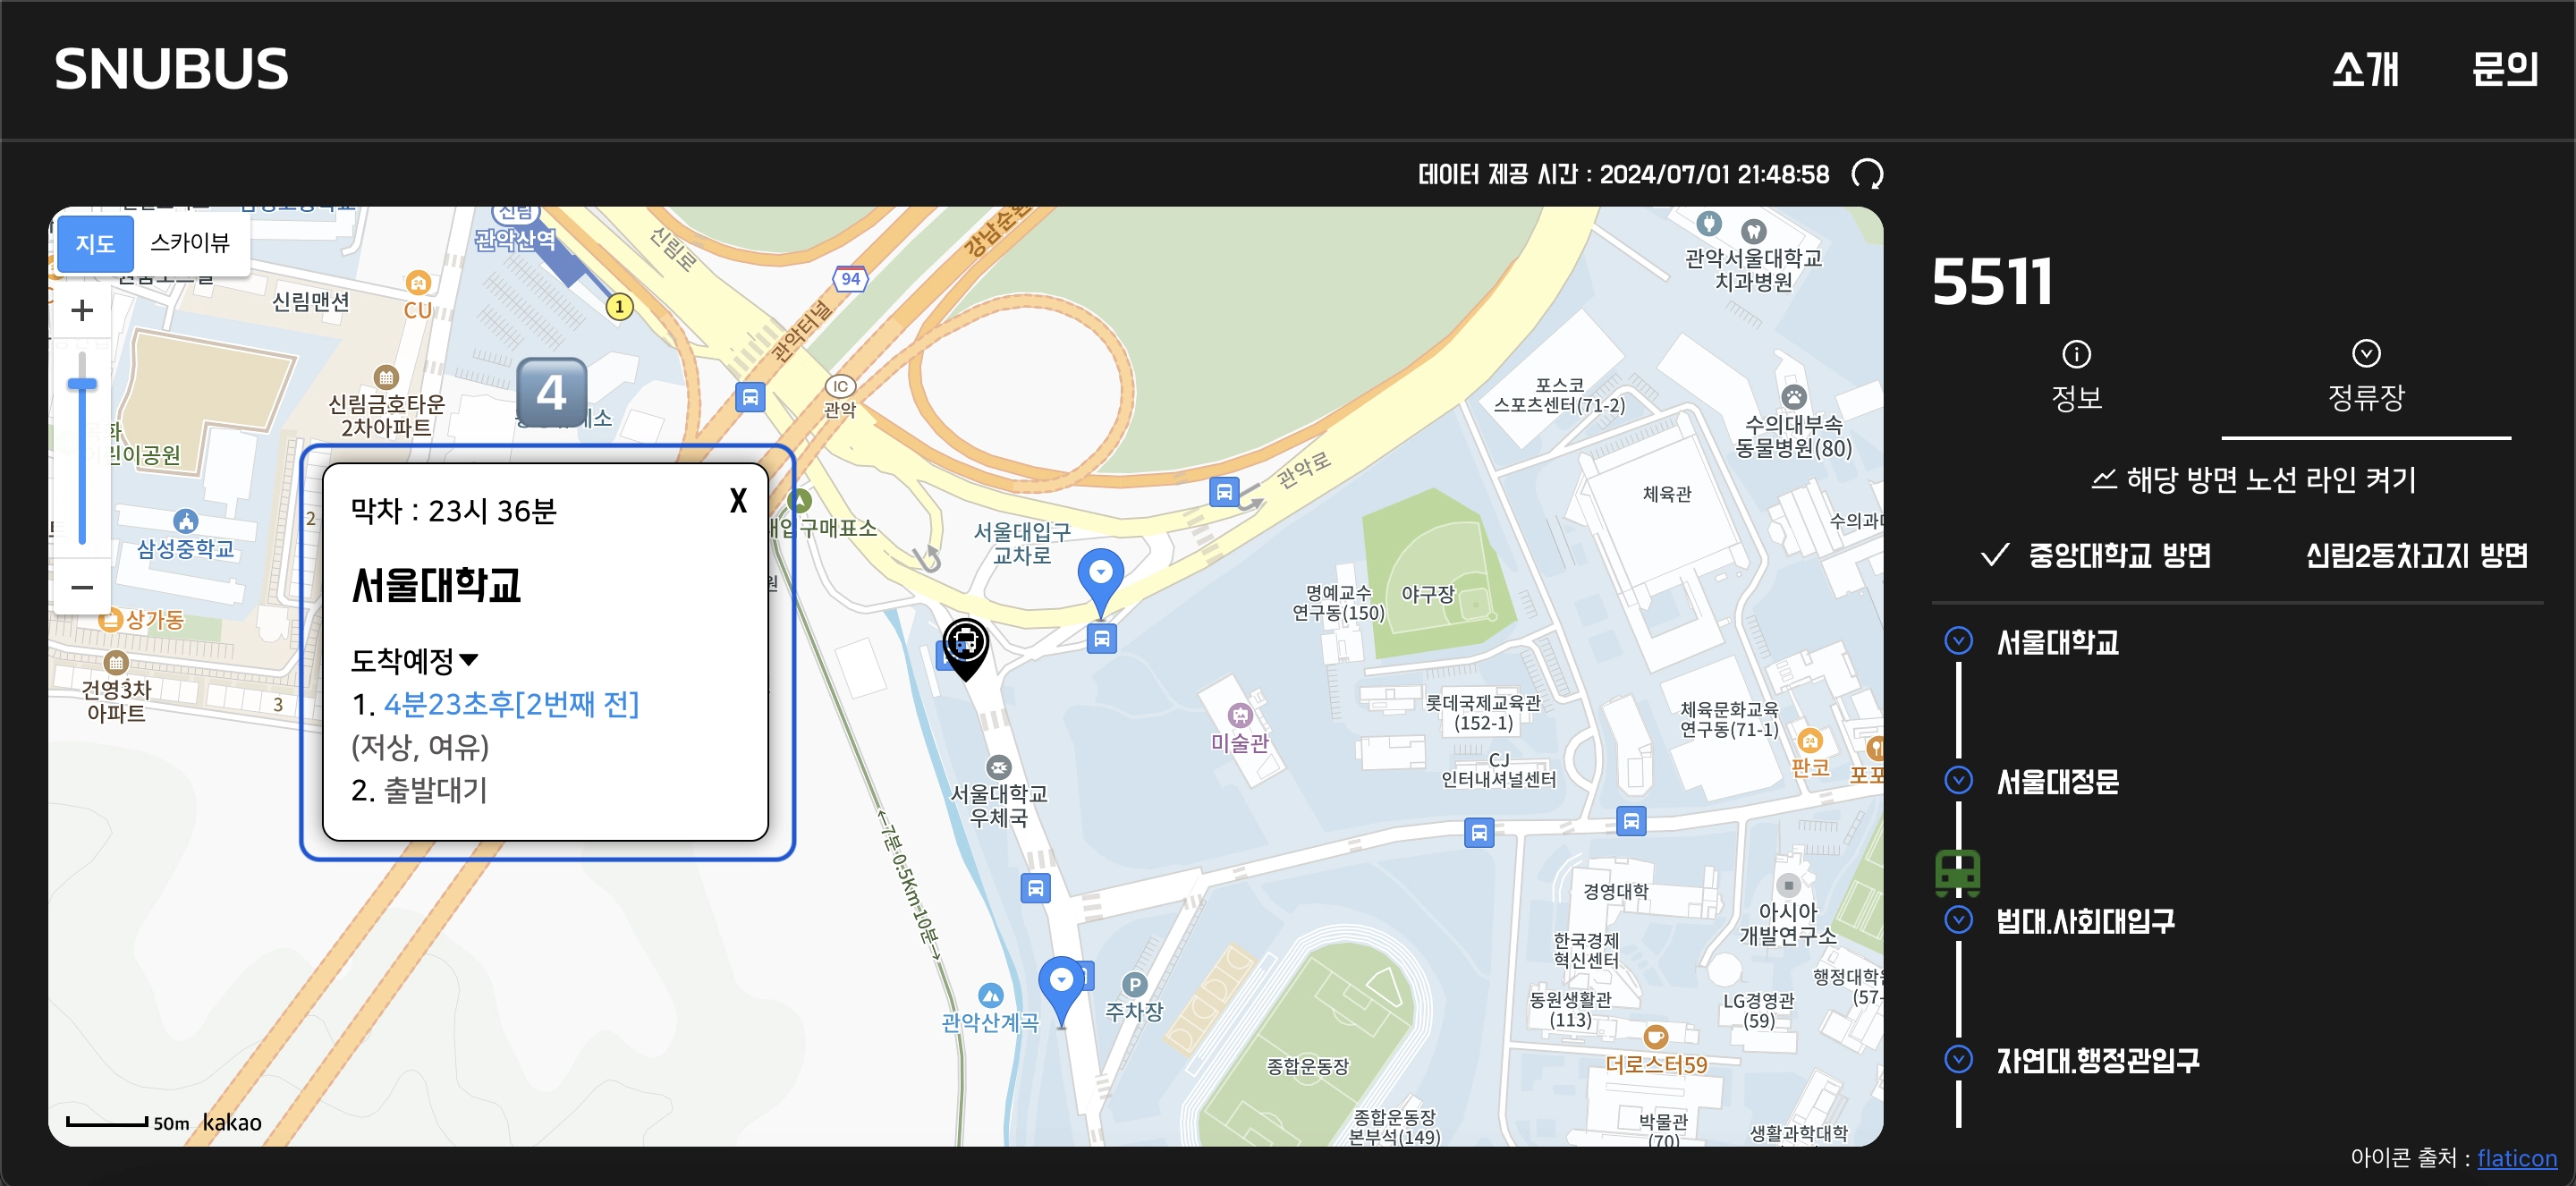 SNUBUS
소개
문의
데이터 제공 시간 : 2024/07/01 21:48:58
지도
스카이뷰
신림
관악산역
1
신림로
94
강남순환
관악터널
IC
관악
신림맨션
CU
4
신림금호타운
2차아파트
삼성중학교
상가동
건영3차
아파트
2
3
막차 : 23시 36분
X
서울대학교
도착예정
1. 4분23초후[2번째 전]
(저상, 여유)
2. 출발대기
서울대입구
교차로
관악로
관악서울대학교
치과병원
포스코
스포츠센터(71-2)
수의대부속
동물병원(80)
체육관
명예교수
연구동(150)
야구장
롯데국제교육관
(152-1)
체육문화교육
연구동(71-1)
CJ
인터내셔널센터
판코
미술관
서울대학교
우체국
←7분·0.5Km·10분→
관악산계곡
P
주차장
경영대학
아시아
개발연구소
한국경제
혁신센터
동원생활관
(113)
LG경영관
(59)
더로스터59
종합운동장
종합운동장
본부석(149)
박물관
(70)
생활과학대학
50m
kakao
5511
정보
정류장
해당 방면 노선 라인 켜기
중앙대학교 방면
신림2동차고지 방면
서울대학교
서울대정문
법대.사회대입구
자연대.행정관입구
아이콘 출처 : flaticon